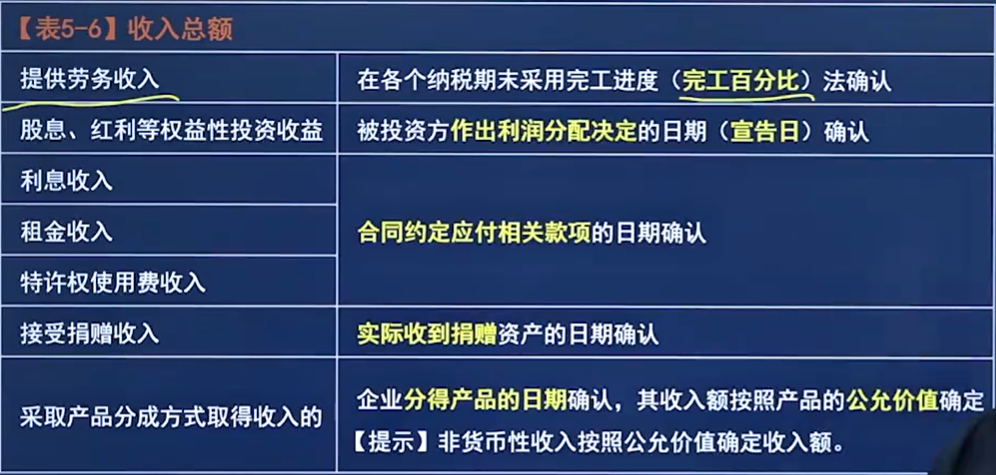 【表5-6】收入总额
提供劳务收入
在各个纳税期末采用完工进度（完工百分比）法确认
股息、红利等权益性投资收益
被投资方作出利润分配决定的日期（宣告日）确认
利息收入
租金收入
特许权使用费收入
合同约定应付相关款项的日期确认
接受捐赠收入
实际收到捐赠资产的日期确认
采取产品分成方式取得收入的
企业分得产品的日期确认，其收入额按照产品的公允价值确定
【提示】非货币性收入按照公允价值确定收入额。